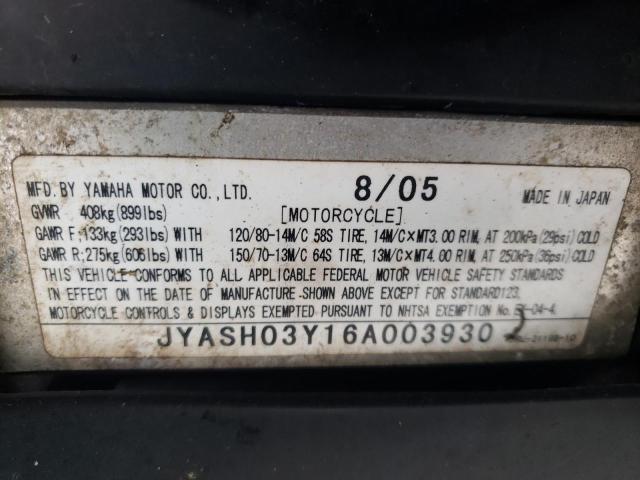 MFD. BY YAMAHA MOTOR CO., LTD. 8/05 MADE IN JAPAN
GVWR 408kg(899lbs) [MOTORCYCLE]
GAWR F;133kg(293lbs) WITH 120/80-14M/C 58S TIRE, 14M/C×MT3.00 RIM, AT 200kPa(29psi)COLD
GAWR R;275kg(606lbs) WITH 150/70-13M/C 64S TIRE, 13M/C×MT4.00 RIM, AT 250kPa(36psi)COLD
THIS VEHICLE CONFORMS TO ALL APPLICABLE FEDERAL MOTOR VEHICLE SAFETY STANDARDS
IN EFFECT ON THE DATE OF MANUFACTURE SHOWN ABOVE EXCEPT FOR STANDARD123.
MOTORCYCLE CONTROLS & DISPLAYS EXEMPTED PURSUANT TO NHTSA EXEMPTION No. EX-04-4.
JYASH03Y16A003930